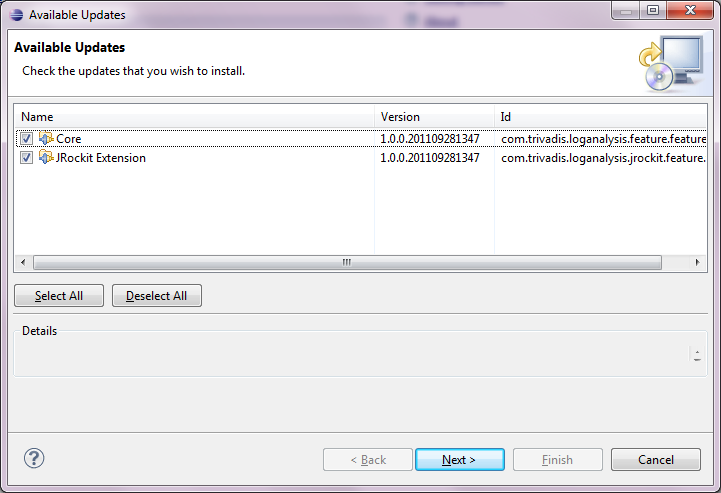 Available Updates
Available Updates
Check the updates that you wish to install.
Name Version Id
Core 1.0.0.201109281347 com.trivadis.loganalysis.feature.feature
JRockit Extension 1.0.0.201109281347 com.trivadis.loganalysis.jrockit.feature.
Select All Deselect All
Details
< Back Next > Finish Cancel